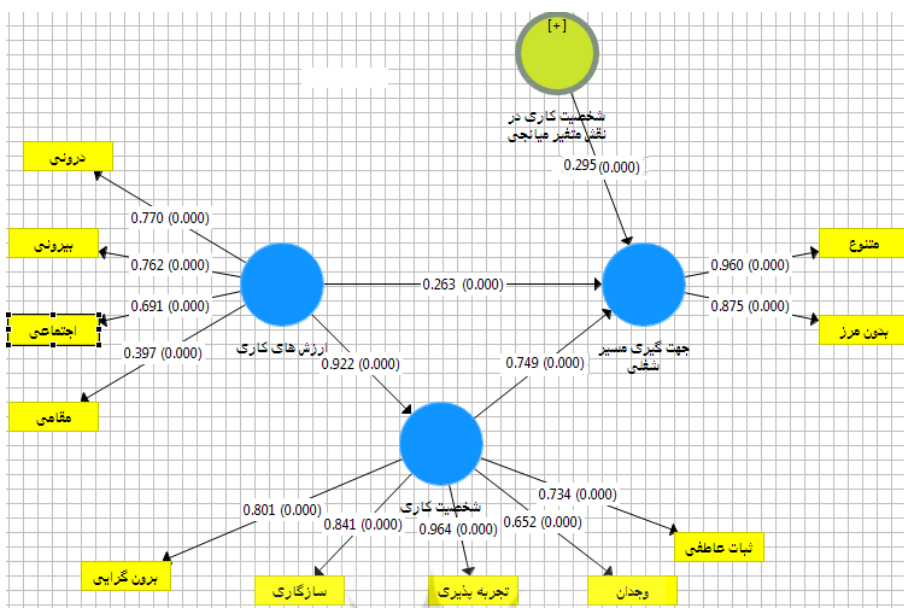 [+]
شخصیت کاری در
نقش متغیر میانجی
0.295 (0.000)
درونی
0.770 (0.000)
بیرونی
0.762 (0.000)
متنوع
0.960 (0.000)
0.263 (0.000)
0.691 (0.000)
0.875 (0.000)
اجتماعی
بدون مرز
ارزش های کاری
جهت گیری مسیر
شغلی
0.397 (0.000)
0.922 (0.000)
0.749 (0.000)
مقامی
شخصیت کاری
0.801 (0.000)
0.841 (0.000)
0.964 (0.000)
0.652 (0.000)
0.734 (0.000)
ثبات عاطفی
برون گرایی
سازگاری
تجربه پذیری
وجدان